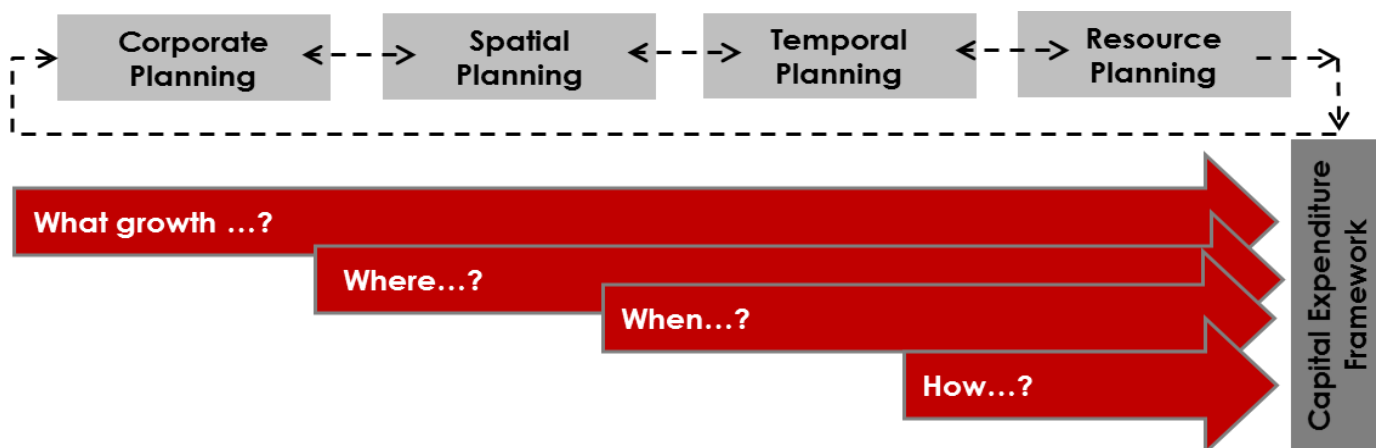 Corporate
Planning
Spatial
Planning
Temporal
Planning
Resource
Planning
What growth …?
Where…?
When…?
How…?
Capital Expenditure
Framework